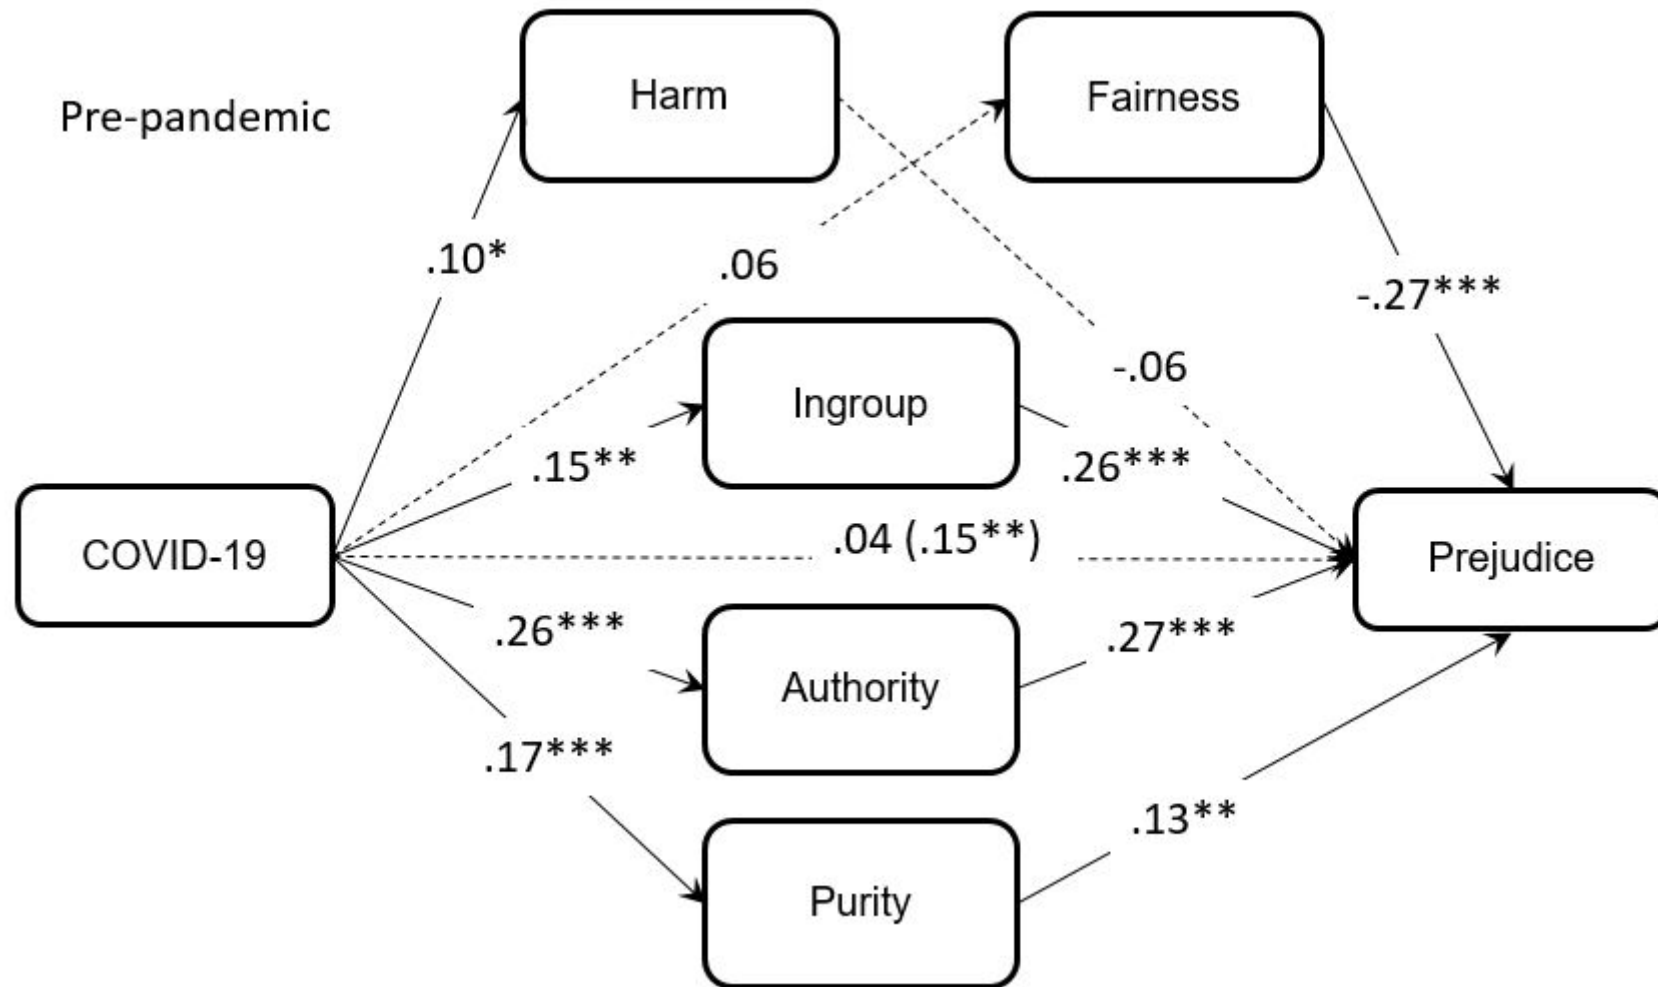 Harm
Fairness
Pre-pandemic
.10*
.06
-.27***
-.06
Ingroup
.15**
.26***
.04 (.15**)
COVID-19
Prejudice
.26***
.27***
Authority
.17***
.13**
Purity